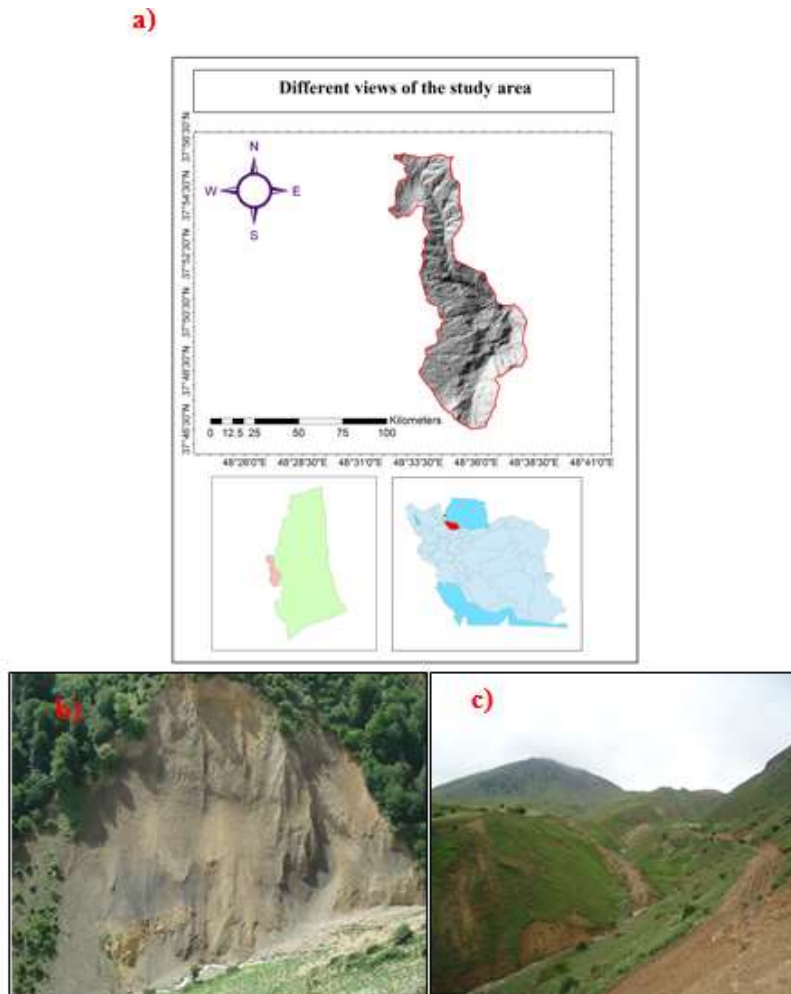 a)
Different views of the study area
N
W E
S
37°56'30"N
37°54'30"N
37°52'30"N
37°50'30"N
37°48'30"N
37°46'30"N
Kilometers
0 12.5 25 50 75 100
48°26'0"E 48°28'30"E 48°31'0"E 48°33'30"E 48°36'0"E 48°38'30"E 48°41'0"E
b)
c)